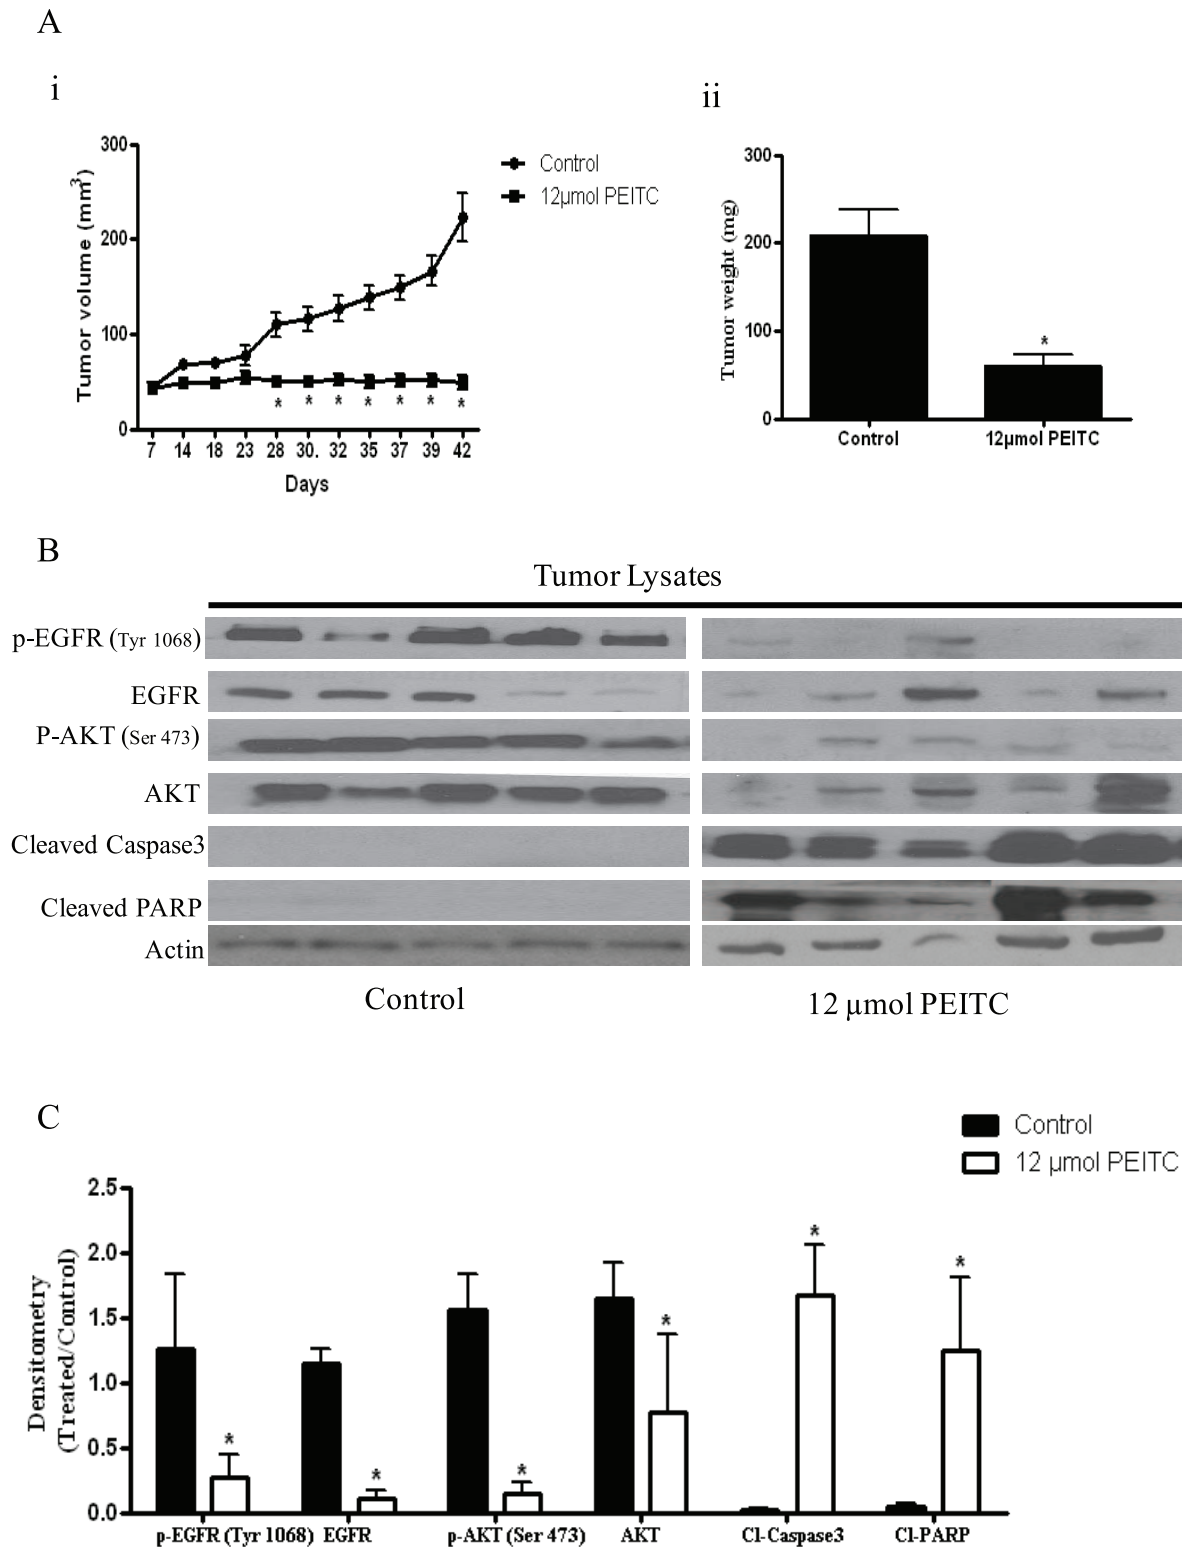 A
i
ii
300
200
100
0
Tumor volume (mm³)
7 14 18 23 28 30. 32 35 37 39 42
Days
* * * * * * *
Control
12µmol PEITC
300
200
100
0
Tumor weight (mg)
*
Control 12µmol PEITC
B
Tumor Lysates
p-EGFR (Tyr 1068)
EGFR
P-AKT (Ser 473)
AKT
Cleaved Caspase3
Cleaved PARP
Actin
Control 12 µmol PEITC
C
Control
12 µmol PEITC
2.5
2.0
1.5
1.0
0.5
0.0
Densitometry
(Treated/Control)
* * * * * *
p-EGFR (Tyr 1068) EGFR p-AKT (Ser 473) AKT Cl-Caspase3 Cl-PARP